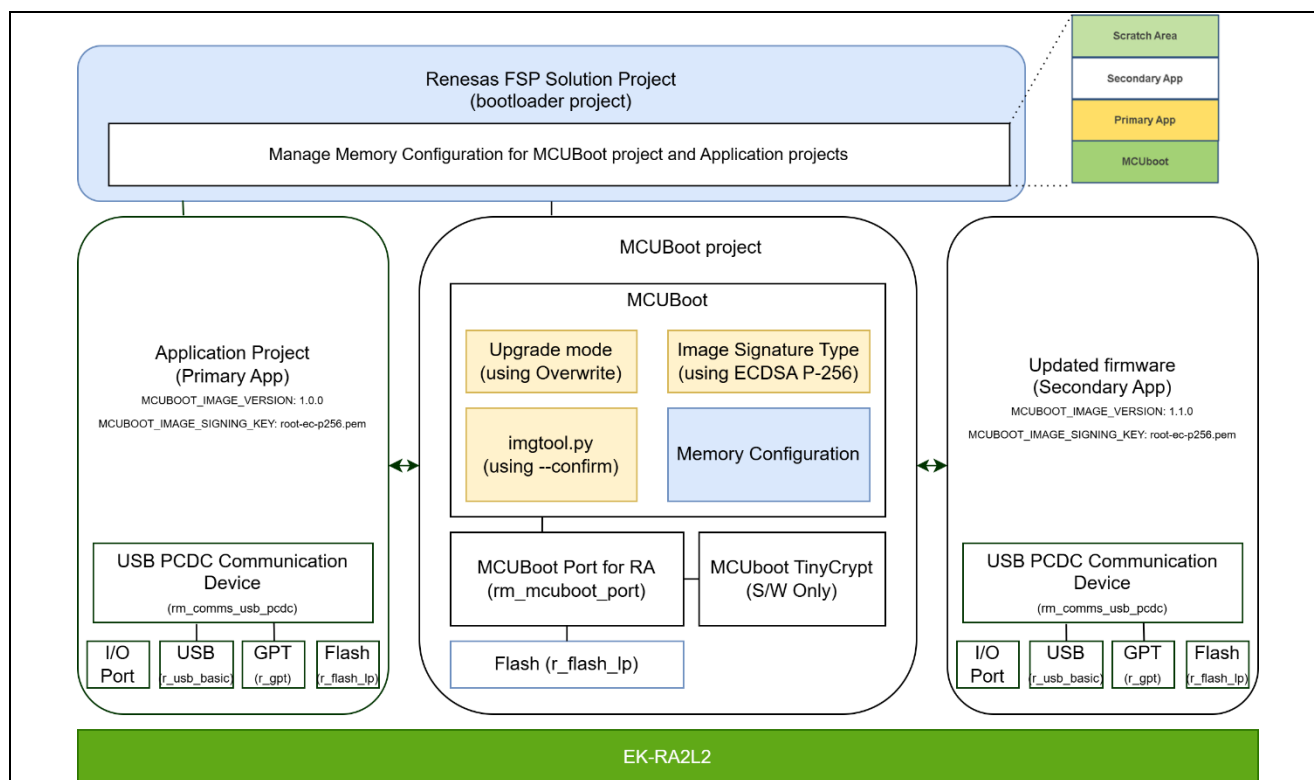 Renesas FSP Solution Project
(bootloader project)
Manage Memory Configuration for MCUBoot project and Application projects
Scratch Area
Secondary App
Primary App
MCUboot
Application Project
(Primary App)
MCUBOOT_IMAGE_VERSION: 1.0.0
MCUBOOT_IMAGE_SIGNING_KEY: root-ec-p256.pem
USB PCDC Communication
Device
(rm_comms_usb_pcdc)
I/O
Port
USB
(r_usb_basic)
GPT
(r_gpt)
Flash
(r_flash_lp)
MCUBoot project
MCUBoot
Upgrade mode
(using Overwrite)
Image Signature Type
(using ECDSA P-256)
imgtool.py
(using --confirm)
Memory Configuration
MCUBoot Port for RA
(rm_mcuboot_port)
MCUboot TinyCrypt
(S/W Only)
Flash (r_flash_lp)
Updated firmware
(Secondary App)
MCUBOOT_IMAGE_VERSION: 1.1.0
MCUBOOT_IMAGE_SIGNING_KEY: root-ec-p256.pem
USB PCDC Communication
Device
(rm_comms_usb_pcdc)
I/O
Port
USB
(r_usb_basic)
GPT
(r_gpt)
Flash
(r_flash_lp)
EK-RA2L2